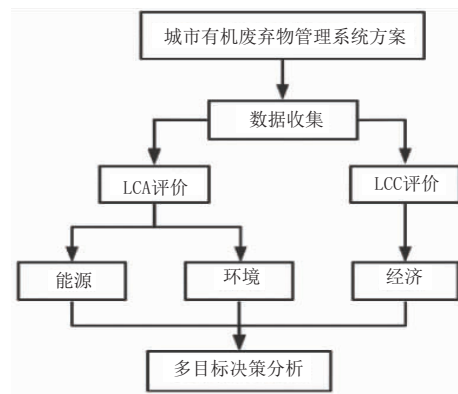 城市有机废弃物管理系统方案
数据收集
LCA评价
LCC评价
能源
环境
经济
多目标决策分析